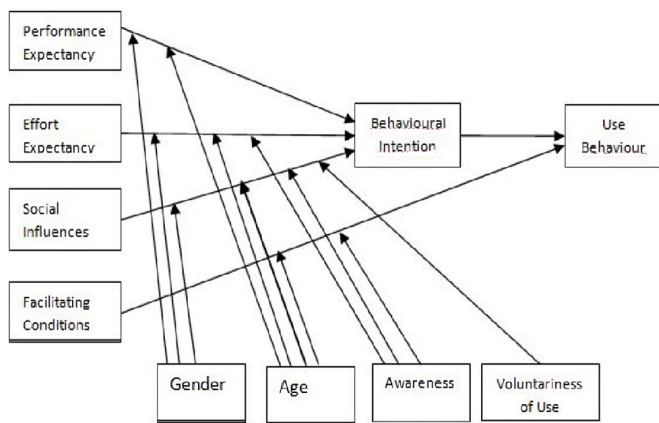 Performance
Expectancy
Effort
Expectancy
Behavioural
Intention
Use
Behaviour
Social
Influences
Facilitating
Conditions
Gender
Age
Awareness
Voluntariness
of Use